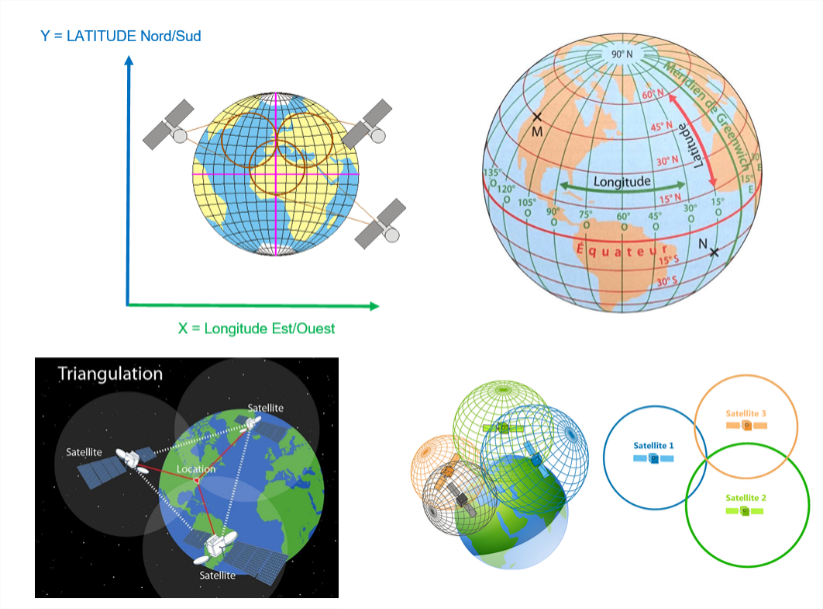 Y = LATITUDE Nord/Sud
X = Longitude Est/Ouest
90° N
Méridien de Greenwich
60° N
45° N
M
Latitude
30° N
Longitude
15° N
30°
E
15°
E
135°
O
120°
O
105°
O
90°
O
75°
O
60°
O
45°
O
30°
O
15°
O
N
Équateur
15° S
30° S
Triangulation
Satellite
Satellite
Location
Satellite
Satellite 3
Satellite 1
Satellite 2